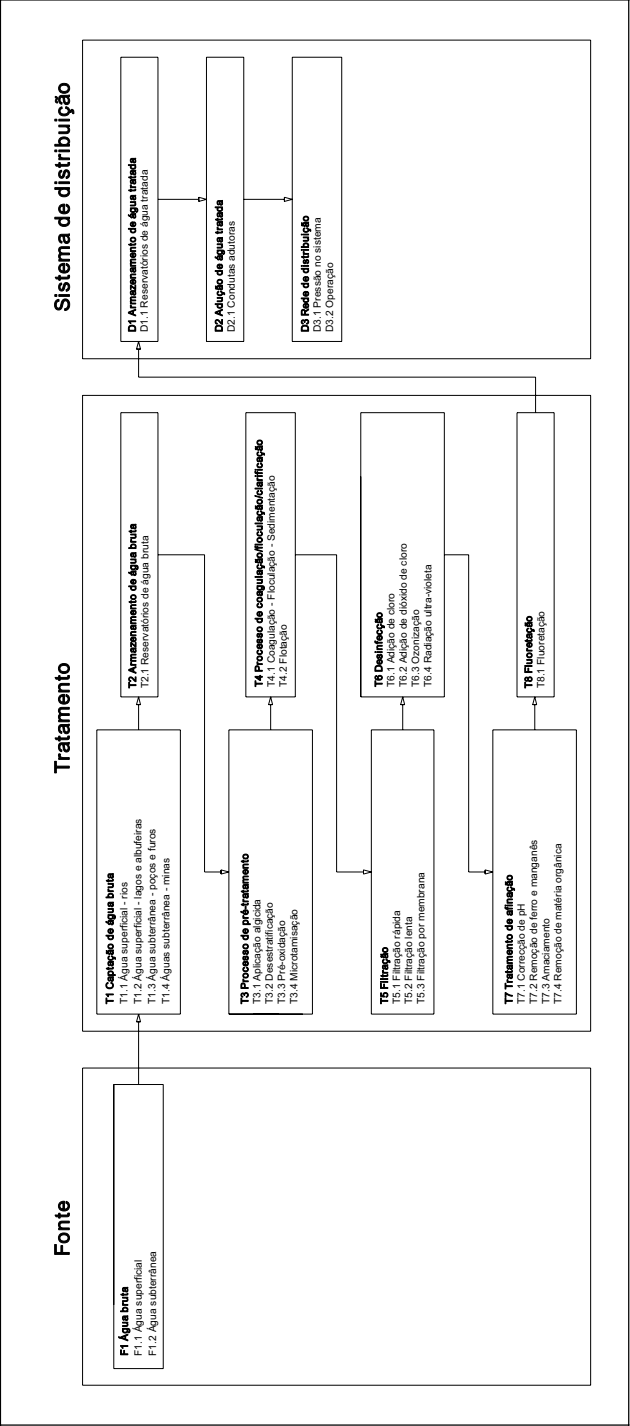 Fonte
F1 Água bruta
F1.1 Água superficial
F1.2 Água subterrânea
Tratamento
T1 Captação de água bruta
T1.1 Água superficial - rios
T1.2 Água superficial - lagos e albufeiras
T1.3 Água subterrânea - poços e furos
T1.4 Águas subterrânea - minas
T2 Armazenamento de água bruta
T2.1 Reservatórios de água bruta
T3 Processo de pré-tratamento
T3.1 Aplicação algicida
T3.2 Desestratificação
T3.3 Pré-oxidação
T3.4 Microtamisação
T4 Processo de coagulação/floculação/clarificação
T4.1 Coagulação - Floculação - Sedimentação
T4.2 Flotação
T5 Filtração
T5.1 Filtração rápida
T5.2 Filtração lenta
T5.3 Filtração por membrana
T6 Desinfecção
T6.1 Adição de cloro
T6.2 Adição de dióxido de cloro
T6.3 Ozonização
T6.4 Radiação ultra-violeta
T7 Tratamento de afinação
T7.1 Correcção de pH
T7.2 Remoção de ferro e manganês
T7.3 Amaciamento
T7.4 Remoção de matéria orgânica
T8 Fluoretação
T8.1 Fluoretação
Sistema de distribuição
D1 Armazenamento de água tratada
D1.1 Reservatórios de água tratada
D2 Adução de água tratada
D2.1 Condutas adutoras
D3 Rede de distribuição
D3.1 Pressão no sistema
D3.2 Operação